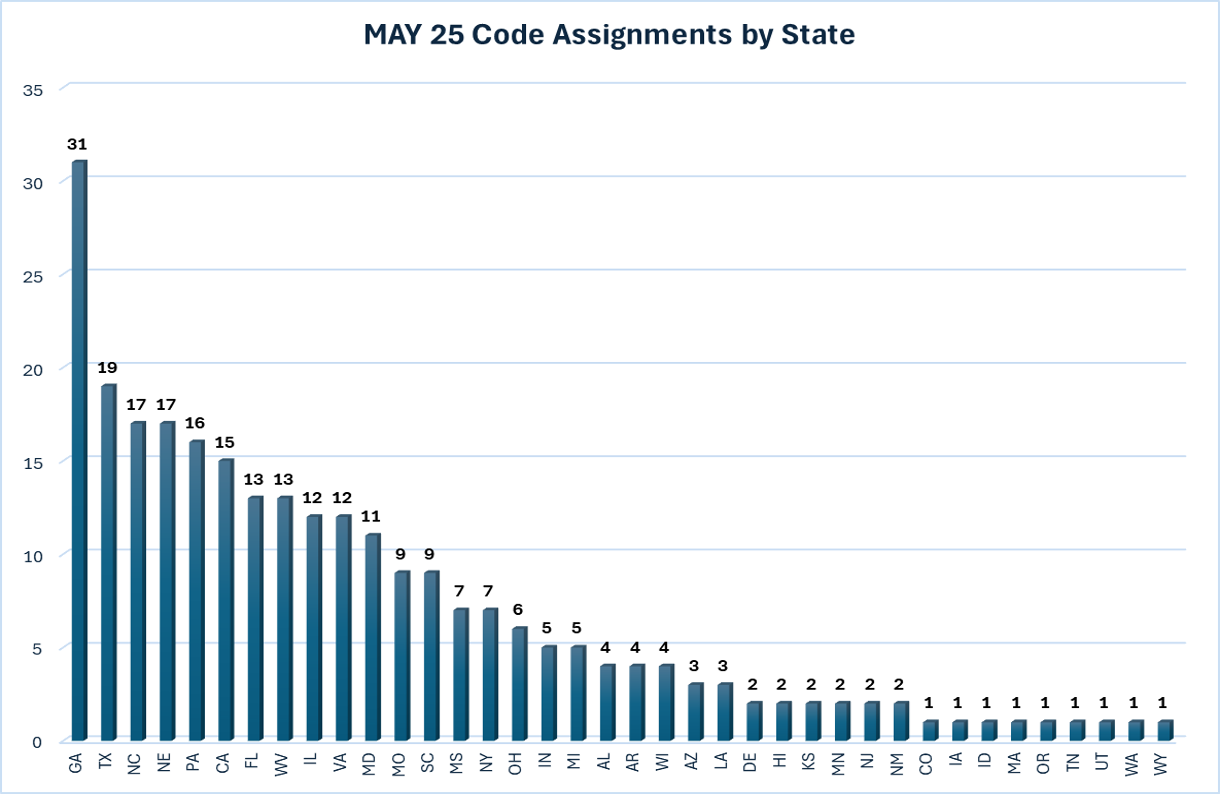 MAY 25 Code Assignments by State
35
30
25
20
15
10
5
0
31 19 17 17 16 15 13 13 12 12 11 9 9 7 7 6 5 5 4 4 4 3 3 2 2 2 2 2 2 1 1 1 1 1 1 1 1 1
GA TX NC NE PA CA FL WV IL VA MD MO SC MS NY OH IN MI AL AR WI AZ LA DE HI KS MN NJ NM CO IA ID MA OR TN UT WA WY